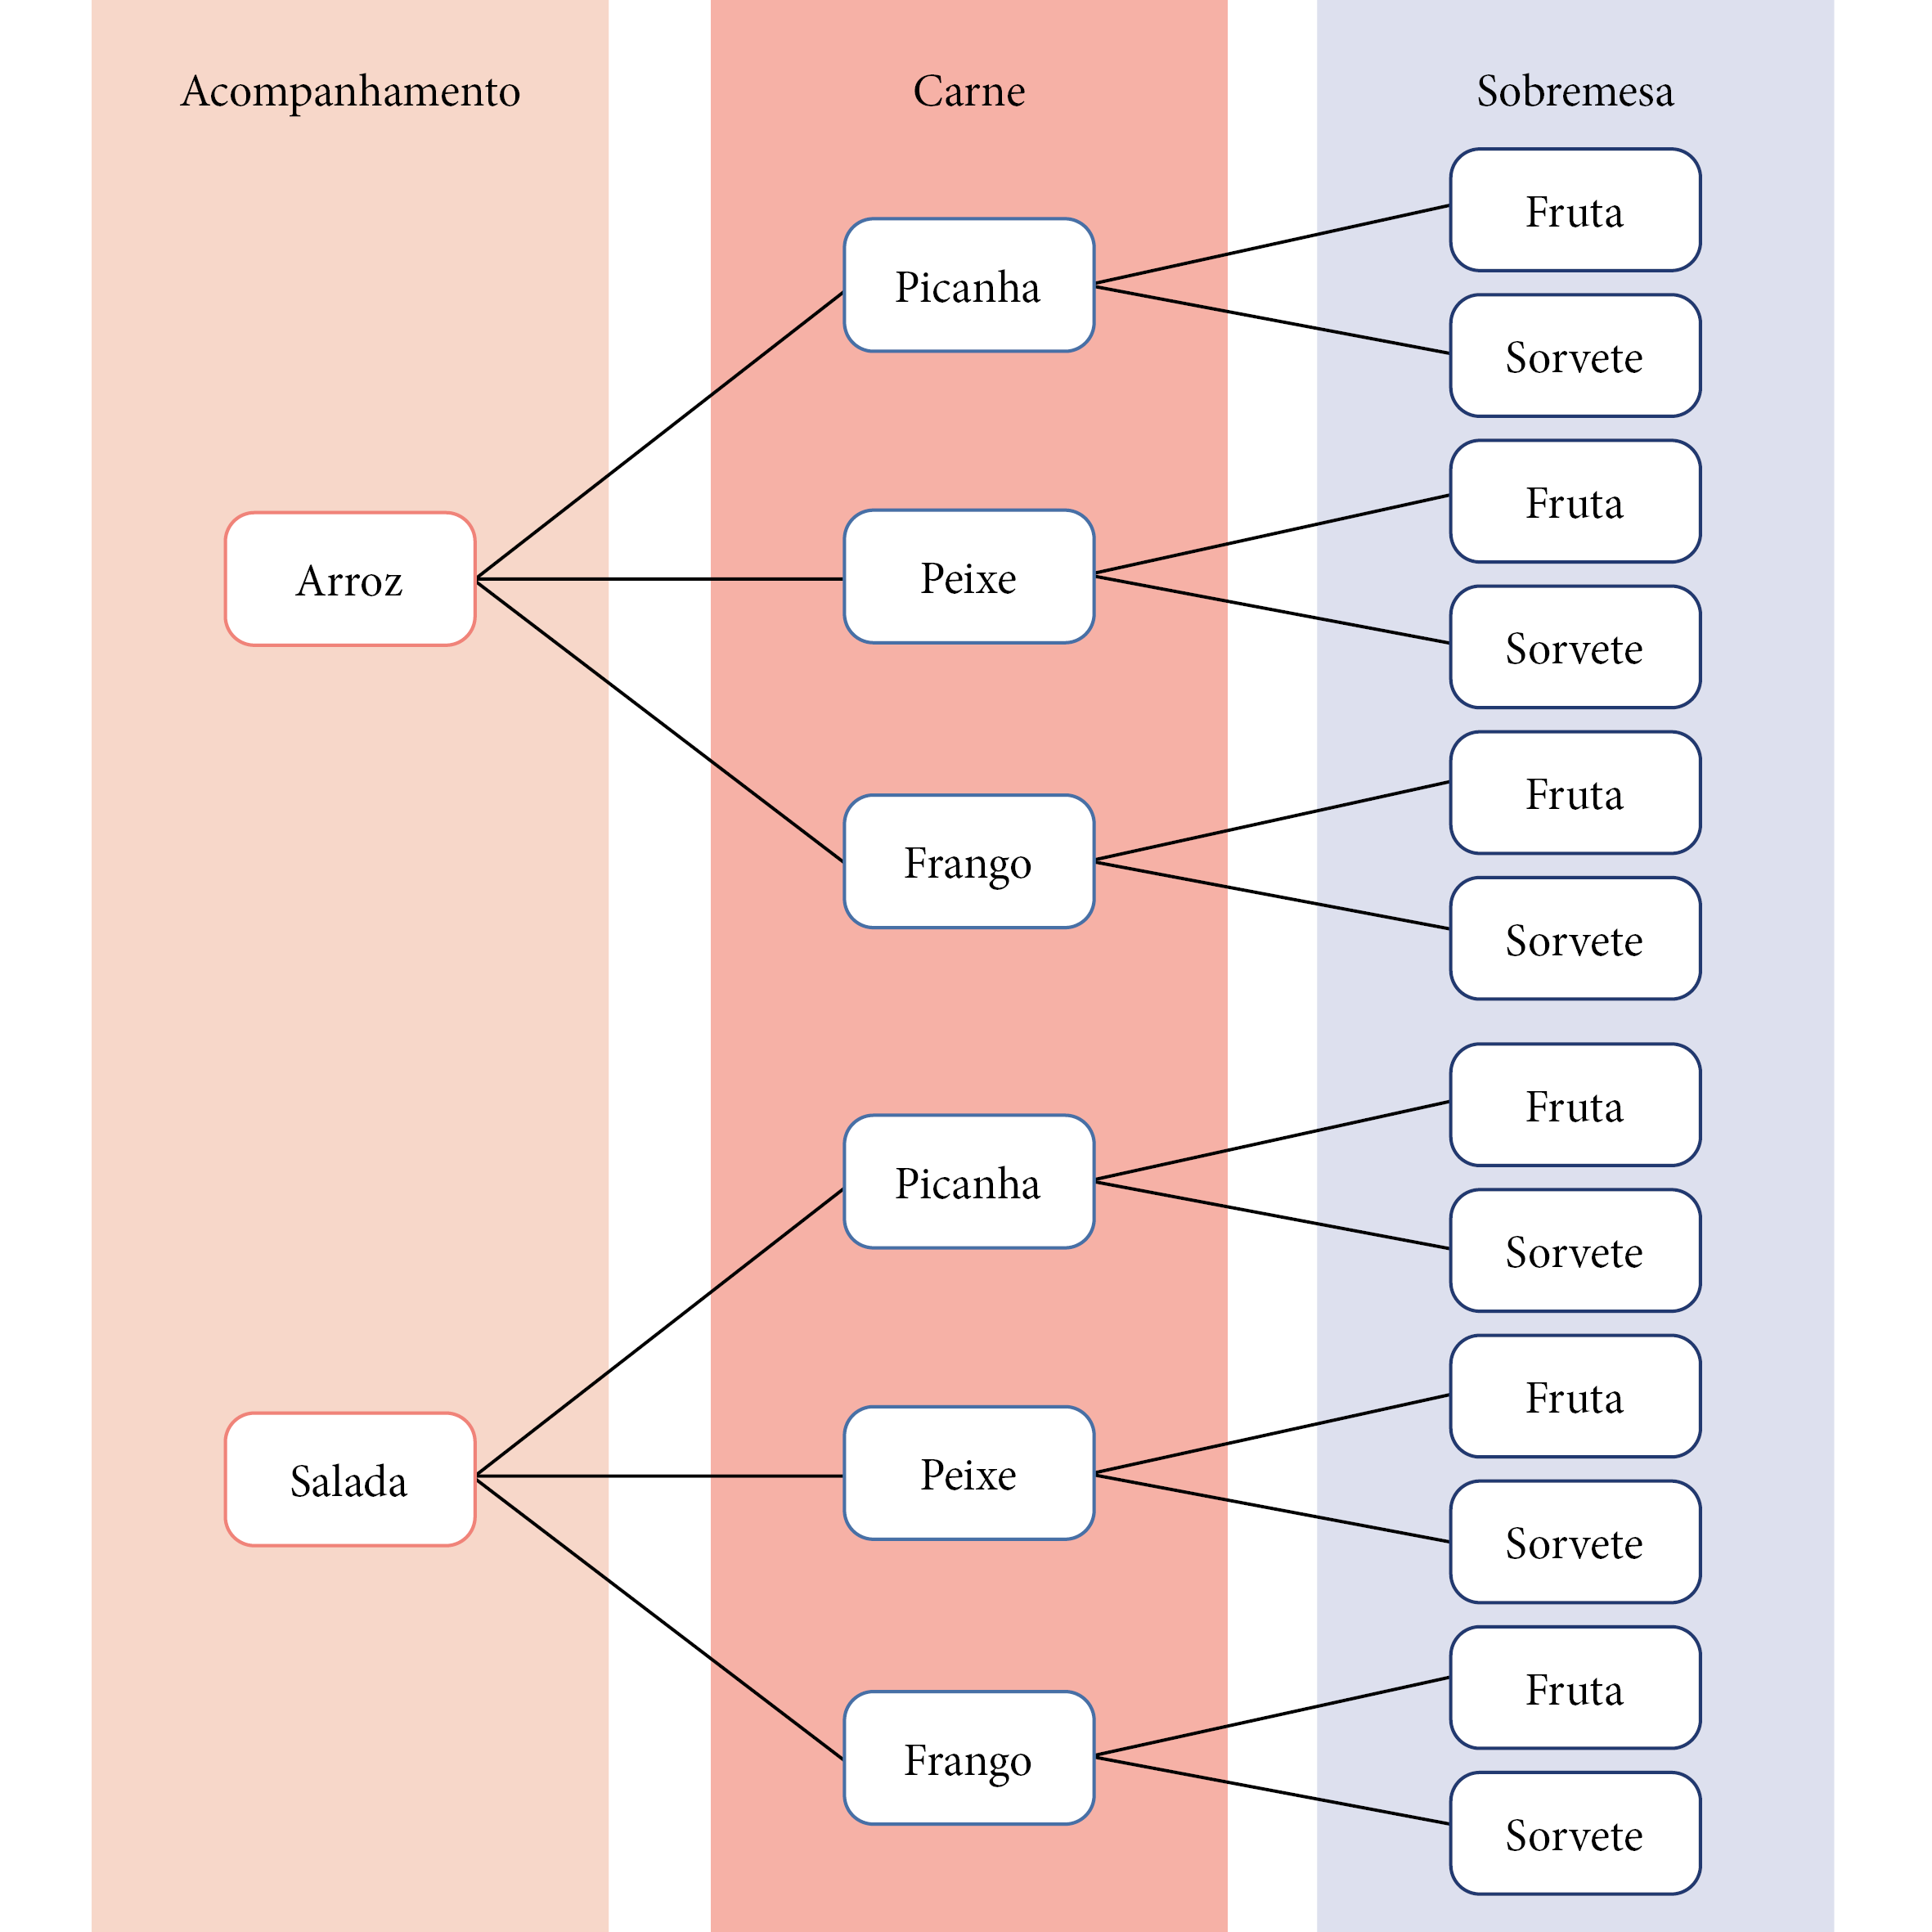 Acompanhamento
Carne
Sobremesa
Arroz
Picanha
Fruta
Sorvete
Peixe
Fruta
Sorvete
Frango
Fruta
Sorvete
Salada
Picanha
Fruta
Sorvete
Peixe
Fruta
Sorvete
Frango
Fruta
Sorvete